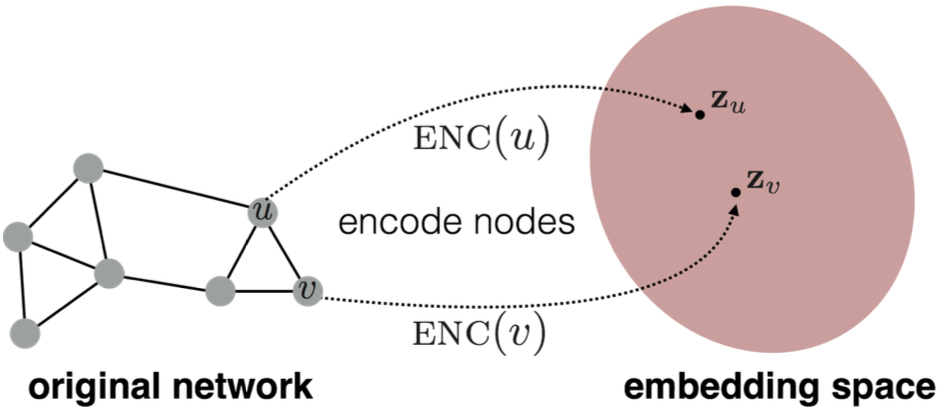 z_u
ENC(u)
z_v
u
encode nodes
v
ENC(v)
original network
embedding space